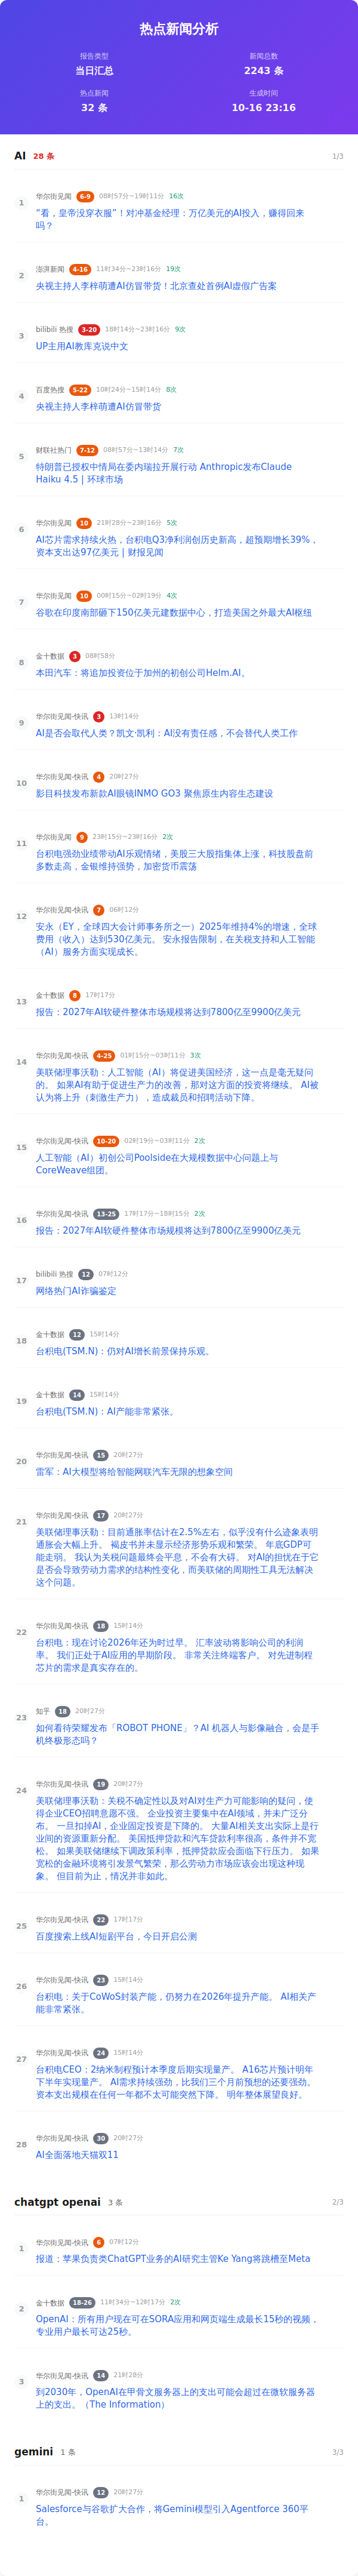 热点新闻分析
报告类型
当日汇总
新闻总数
2243 条
热点新闻
32 条
生成时间
10-16 23:16
AI 28 条 1/3
1
华尔街见闻 6-9 08时57分~19时11分 16次
“看，皇帝没穿衣服”！对冲基金经理：万亿美元的AI投入，赚得回来
吗？
2
澎湃新闻 4-16 11时34分~23时16分 19次
央视主持人李梓萌遭AI仿冒带货！北京查处首例AI虚假广告案
3
bilibili 热搜 3-20 18时14分~23时16分 9次
UP主用AI教库克说中文
4
百度热搜 5-22 10时24分~15时14分 8次
央视主持人李梓萌遭AI仿冒带货
5
财联社热门 7-12 08时57分~13时14分 7次
特朗普已授权中情局在委内瑞拉开展行动 Anthropic发布Claude
Haiku 4.5 | 环球市场
6
华尔街见闻 10 21时28分~23时16分 5次
AI芯片需求持续火热，台积电Q3净利润创历史新高，超预期增长39%，
资本支出达97亿美元 | 财报见闻
7
华尔街见闻 10 00时15分~02时19分 4次
谷歌在印度南部砸下150亿美元建数据中心，打造美国之外最大AI枢纽
8
金十数据 3 08时58分
本田汽车：将追加投资位于加州的初创公司Helm.AI。
9
华尔街见闻-快讯 3 13时14分
AI是否会取代人类？凯文·凯利：AI没有责任感，不会替代人类工作
10
华尔街见闻-快讯 4 20时27分
影目科技发布新款AI眼镜INMO GO3 聚焦原生内容生态建设
11
华尔街见闻 9 23时15分~23时16分 2次
台积电强劲业绩带动AI乐观情绪，美股三大股指集体上涨，科技股盘前
多数走高，金银维持强势，加密货币震荡
12
华尔街见闻-快讯 7 06时12分
安永（EY，全球四大会计师事务所之一）2025年维持4%的增速，全球
费用（收入）达到530亿美元。 安永报告限制，在关税支持和人工智能
（AI）服务方面实现成长。
13
金十数据 8 17时17分
报告：2027年AI软硬件整体市场规模将达到7800亿至9900亿美元
14
华尔街见闻-快讯 4-25 01时15分~03时11分 3次
美联储理事沃勒：人工智能（AI）将促进美国经济，这一点是毫无疑问
的。 如果AI有助于促进生产力的改善，那对这方面的投资将继续。 AI被
认为将上升（刺激生产力），造成裁员和招聘活动下降。
15
华尔街见闻-快讯 10-20 02时19分~03时11分 2次
人工智能（AI）初创公司Poolside在大规模数据中心问题上与
CoreWeave组团。
16
华尔街见闻-快讯 13-25 17时17分~18时15分 2次
报告：2027年AI软硬件整体市场规模将达到7800亿至9900亿美元
17
bilibili 热搜 12 07时12分
网络热门AI诈骗鉴定
18
金十数据 12 15时14分
台积电(TSM.N)：仍对AI增长前景保持乐观。
19
金十数据 14 15时14分
台积电(TSM.N)：AI产能非常紧张。
20
华尔街见闻-快讯 15 20时27分
雷军：AI大模型将给智能网联汽车无限的想象空间
21
华尔街见闻-快讯 17 20时27分
美联储理事沃勒：目前通胀率估计在2.5%左右，似乎没有什么迹象表明
通胀会大幅上升。 褐皮书并未显示经济形势乐观和繁荣。 年底GDP可
能走弱。 我认为关税问题最终会平息，不会有大碍。 对AI的担忧在于它
是否会导致劳动力需求的结构性变化，而美联储的周期性工具无法解决
这个问题。
22
华尔街见闻-快讯 18 15时14分
台积电：现在讨论2026年还为时过早。 汇率波动将影响公司的利润
率。 我们正处于AI应用的早期阶段。 非常关注终端客户。 对先进制程
芯片的需求是真实存在的。
23
知乎 18 20时27分
如何看待荣耀发布「ROBOT PHONE」？AI 机器人与影像融合，会是手
机终极形态吗？
24
华尔街见闻-快讯 19 20时27分
美联储理事沃勒：关税不确定性以及对AI对生产力可能影响的疑问，使
得企业CEO招聘意愿不强。 企业投资主要集中在AI领域，并未广泛分
布。 一旦扣掉AI，企业固定投资是下降的。 大量AI相关支出实际上是行
业间的资源重新分配。 美国抵押贷款和汽车贷款利率很高，条件并不宽
松。 如果美联储继续下调政策利率，抵押贷款应会面临下行压力。 如果
宽松的金融环境将引发景气繁荣，那么劳动力市场应该会出现这种现
象。 但目前为止，情况并非如此。
25
华尔街见闻-快讯 22 17时17分
百度搜索上线AI短剧平台，今日开启公测
26
华尔街见闻-快讯 23 15时14分
台积电：关于CoWoS封装产能，仍努力在2026年提升产能。 AI相关产
能非常紧张。
27
华尔街见闻-快讯 24 15时14分
台积电CEO：2纳米制程预计本季度后期实现量产。 A16芯片预计明年
下半年实现量产。 AI需求持续强劲，比我们三个月前预想的还要强劲。
资本支出规模在任何一年都不太可能突然下降。 明年整体展望良好。
28
华尔街见闻-快讯 30 20时27分
AI全面落地天猫双11
chatgpt openai 3 条 2/3
1
华尔街见闻-快讯 6 07时12分
报道：苹果负责类ChatGPT业务的AI研究主管Ke Yang将跳槽至Meta
2
金十数据 18-26 11时34分~12时17分 2次
OpenAI：所有用户现在可在SORA应用和网页端生成最长15秒的视频，
专业用户最长可达25秒。
3
华尔街见闻-快讯 14 21时28分
到2030年，OpenAI在甲骨文服务器上的支出可能会超过在微软服务器
上的支出。（The Information）
gemini 1 条 3/3
1
华尔街见闻-快讯 12 20时27分
Salesforce与谷歌扩大合作，将Gemini模型引入Agentforce 360平
台。